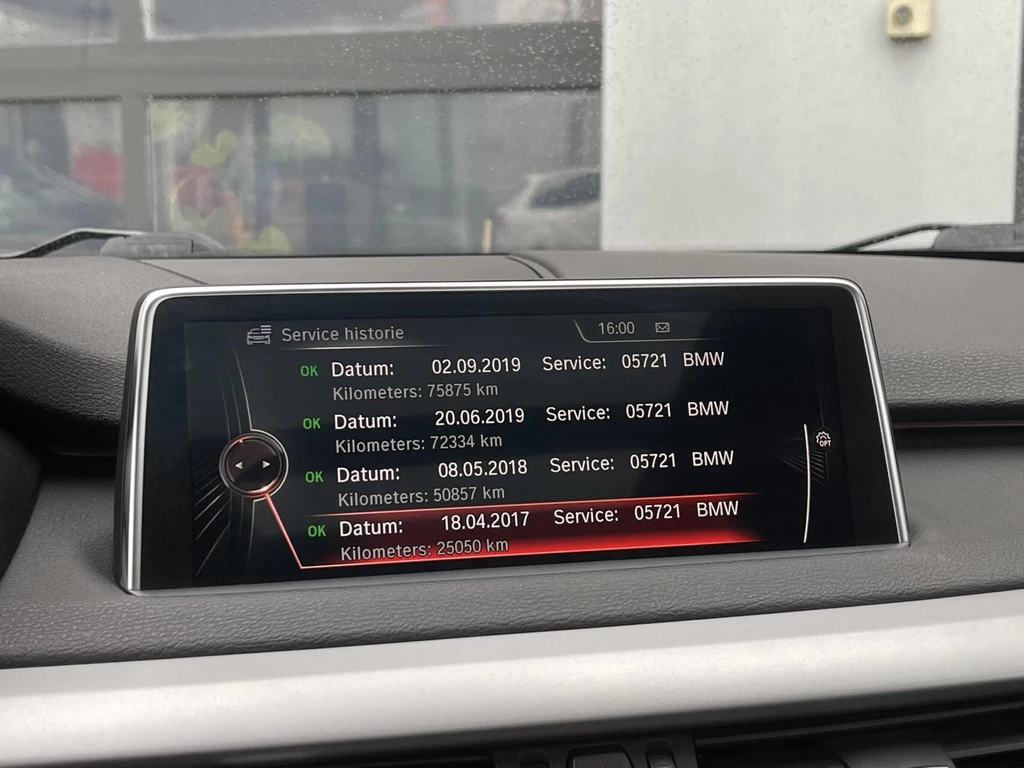 Service historie 16:00
OK Datum: 02.09.2019 Service: 05721 BMW
Kilometers: 75875 km
OK Datum: 20.06.2019 Service: 05721 BMW
Kilometers: 72334 km
OK Datum: 08.05.2018 Service: 05721 BMW
Kilometers: 50857 km
OK Datum: 18.04.2017 Service: 05721 BMW
Kilometers: 25050 km
OPT